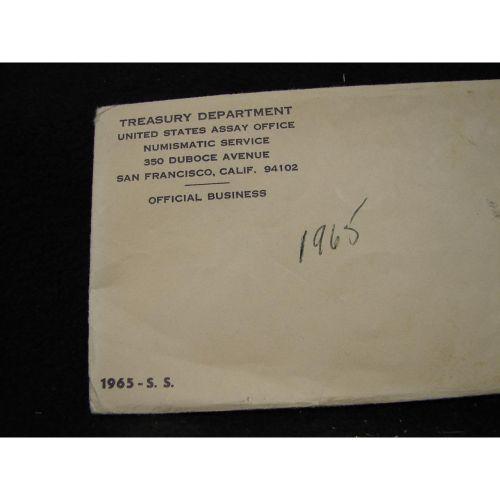 TREASURY DEPARTMENT
UNITED STATES ASSAY OFFICE
NUMISMATIC SERVICE
350 DUBOCE AVENUE
SAN FRANCISCO, CALIF. 94102
OFFICIAL BUSINESS
1965
1965 - S. S.